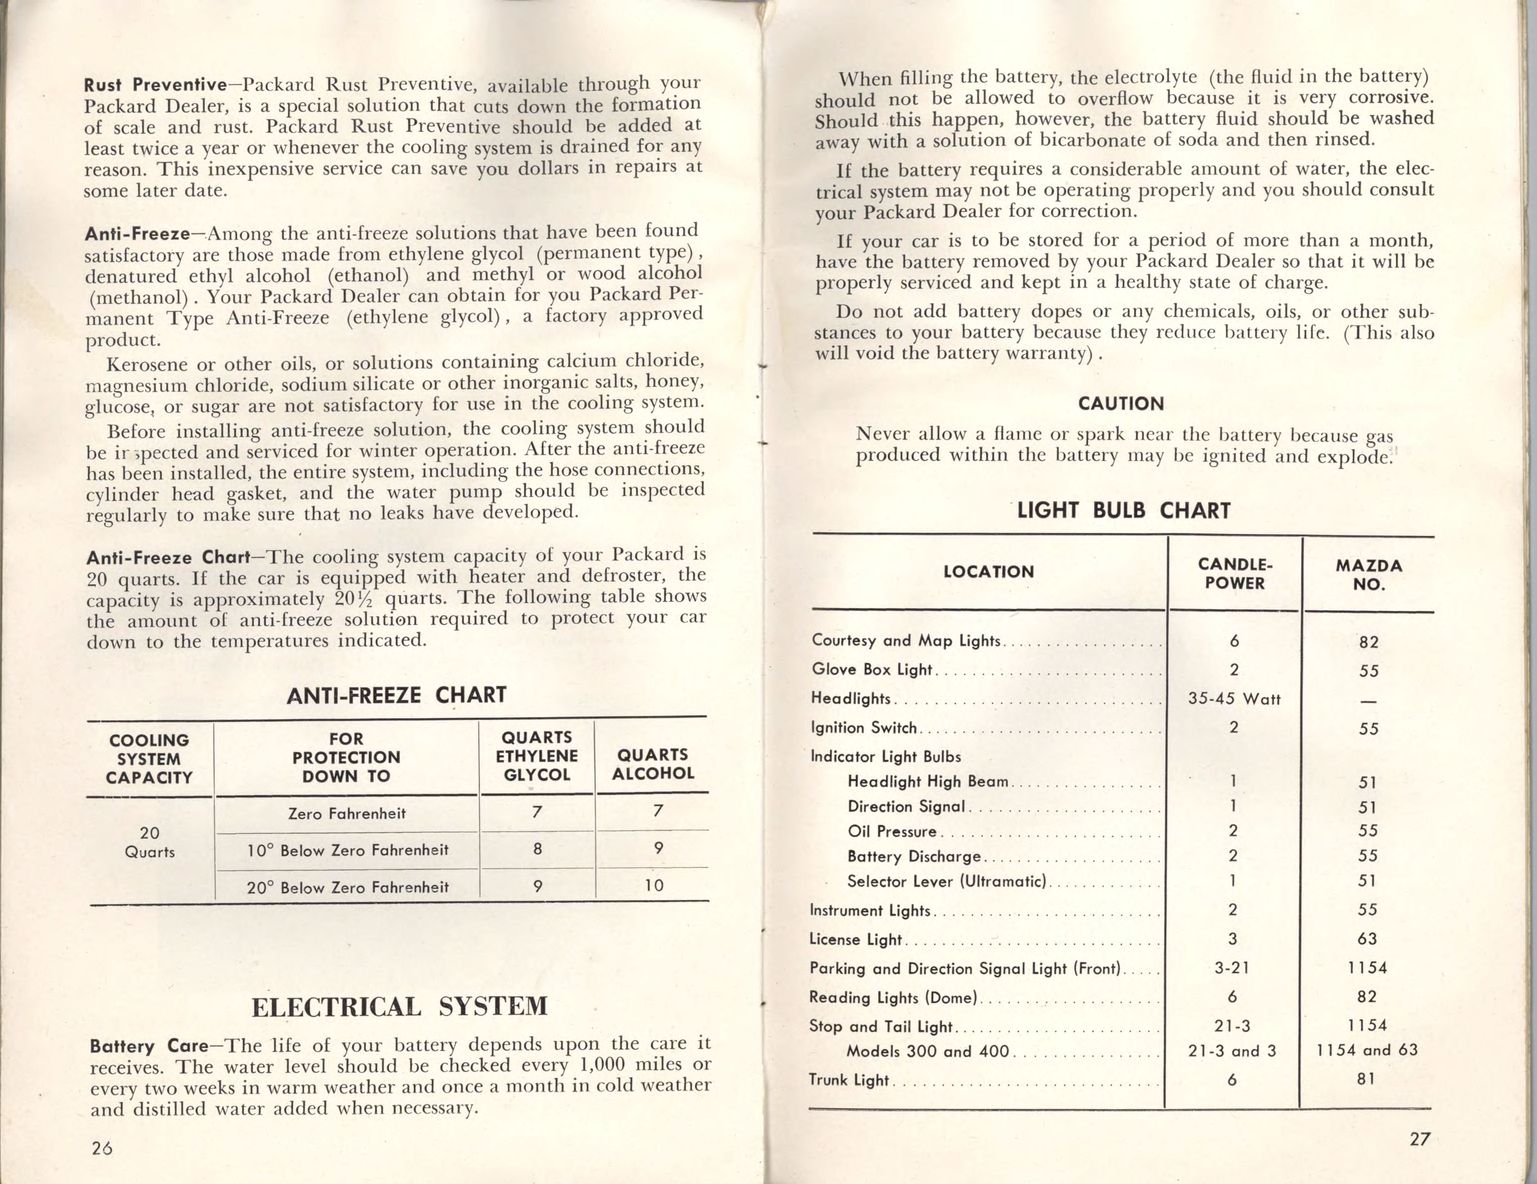 Rust Preventive—Packard Rust Preventive, available through your
Packard Dealer, is a special solution that cuts down the formation
of scale and rust. Packard Rust Preventive should be added at
least twice a year or whenever the cooling system is drained for any
reason. This inexpensive service can save you dollars in repairs at
some later date.
Anti-Freeze—Among the anti-freeze solutions that have been found
satisfactory are those made from ethylene glycol (permanent type),
denatured ethyl alcohol (ethanol) and methyl or wood alcohol
(methanol). Your Packard Dealer can obtain for you Packard Per-
manent Type Anti-Freeze (ethylene glycol), a factory approved
product.
Kerosene or other oils, or solutions containing calcium chloride,
magnesium chloride, sodium silicate or other inorganic salts, honey,
glucose, or sugar are not satisfactory for use in the cooling system.
Before installing anti-freeze solution, the cooling system should
be inspected and serviced for winter operation. After the anti-freeze
has been installed, the entire system, including the hose connections,
cylinder head gasket, and the water pump should be inspected
regularly to make sure that no leaks have developed.
Anti-Freeze Chart—The cooling system capacity of your Packard is
20 quarts. If the car is equipped with heater and defroster, the
capacity is approximately 20½ quarts. The following table shows
the amount of anti-freeze solution required to protect your car
down to the temperatures indicated.
ANTI-FREEZE CHART
COOLING SYSTEM CAPACITY | FOR PROTECTION DOWN TO | QUARTS ETHYLENE GLYCOL | QUARTS ALCOHOL
20 Quarts
Zero Fahrenheit 7 7
10° Below Zero Fahrenheit 8 9
20° Below Zero Fahrenheit 9 10
ELECTRICAL SYSTEM
Battery Care—The life of your battery depends upon the care it
receives. The water level should be checked every 1,000 miles or
every two weeks in warm weather and once a month in cold weather
and distilled water added when necessary.
26
When filling the battery, the electrolyte (the fluid in the battery)
should not be allowed to overflow because it is very corrosive.
Should this happen, however, the battery fluid should be washed
away with a solution of bicarbonate of soda and then rinsed.
If the battery requires a considerable amount of water, the elec-
trical system may not be operating properly and you should consult
your Packard Dealer for correction.
If your car is to be stored for a period of more than a month,
have the battery removed by your Packard Dealer so that it will be
properly serviced and kept in a healthy state of charge.
Do not add battery dopes or any chemicals, oils, or other sub-
stances to your battery because they reduce battery life. (This also
will void the battery warranty).
CAUTION
Never allow a flame or spark near the battery because gas
produced within the battery may be ignited and explode.
LIGHT BULB CHART
LOCATION | CANDLE-POWER | MAZDA NO.
Courtesy and Map Lights 6 82
Glove Box Light 2 55
Headlights 35-45 Watt —
Ignition Switch 2 55
Indicator Light Bulbs
Headlight High Beam 1 51
Direction Signal 1 51
Oil Pressure 2 55
Battery Discharge 2 55
Selector Lever (Ultramatic) 1 51
Instrument Lights 2 55
License Light 3 63
Parking and Direction Signal Light (Front) 3-21 1154
Reading Lights (Dome) 6 82
Stop and Tail Light 21-3 1154
Models 300 and 400 21-3 and 3 1154 and 63
Trunk Light 6 81
27